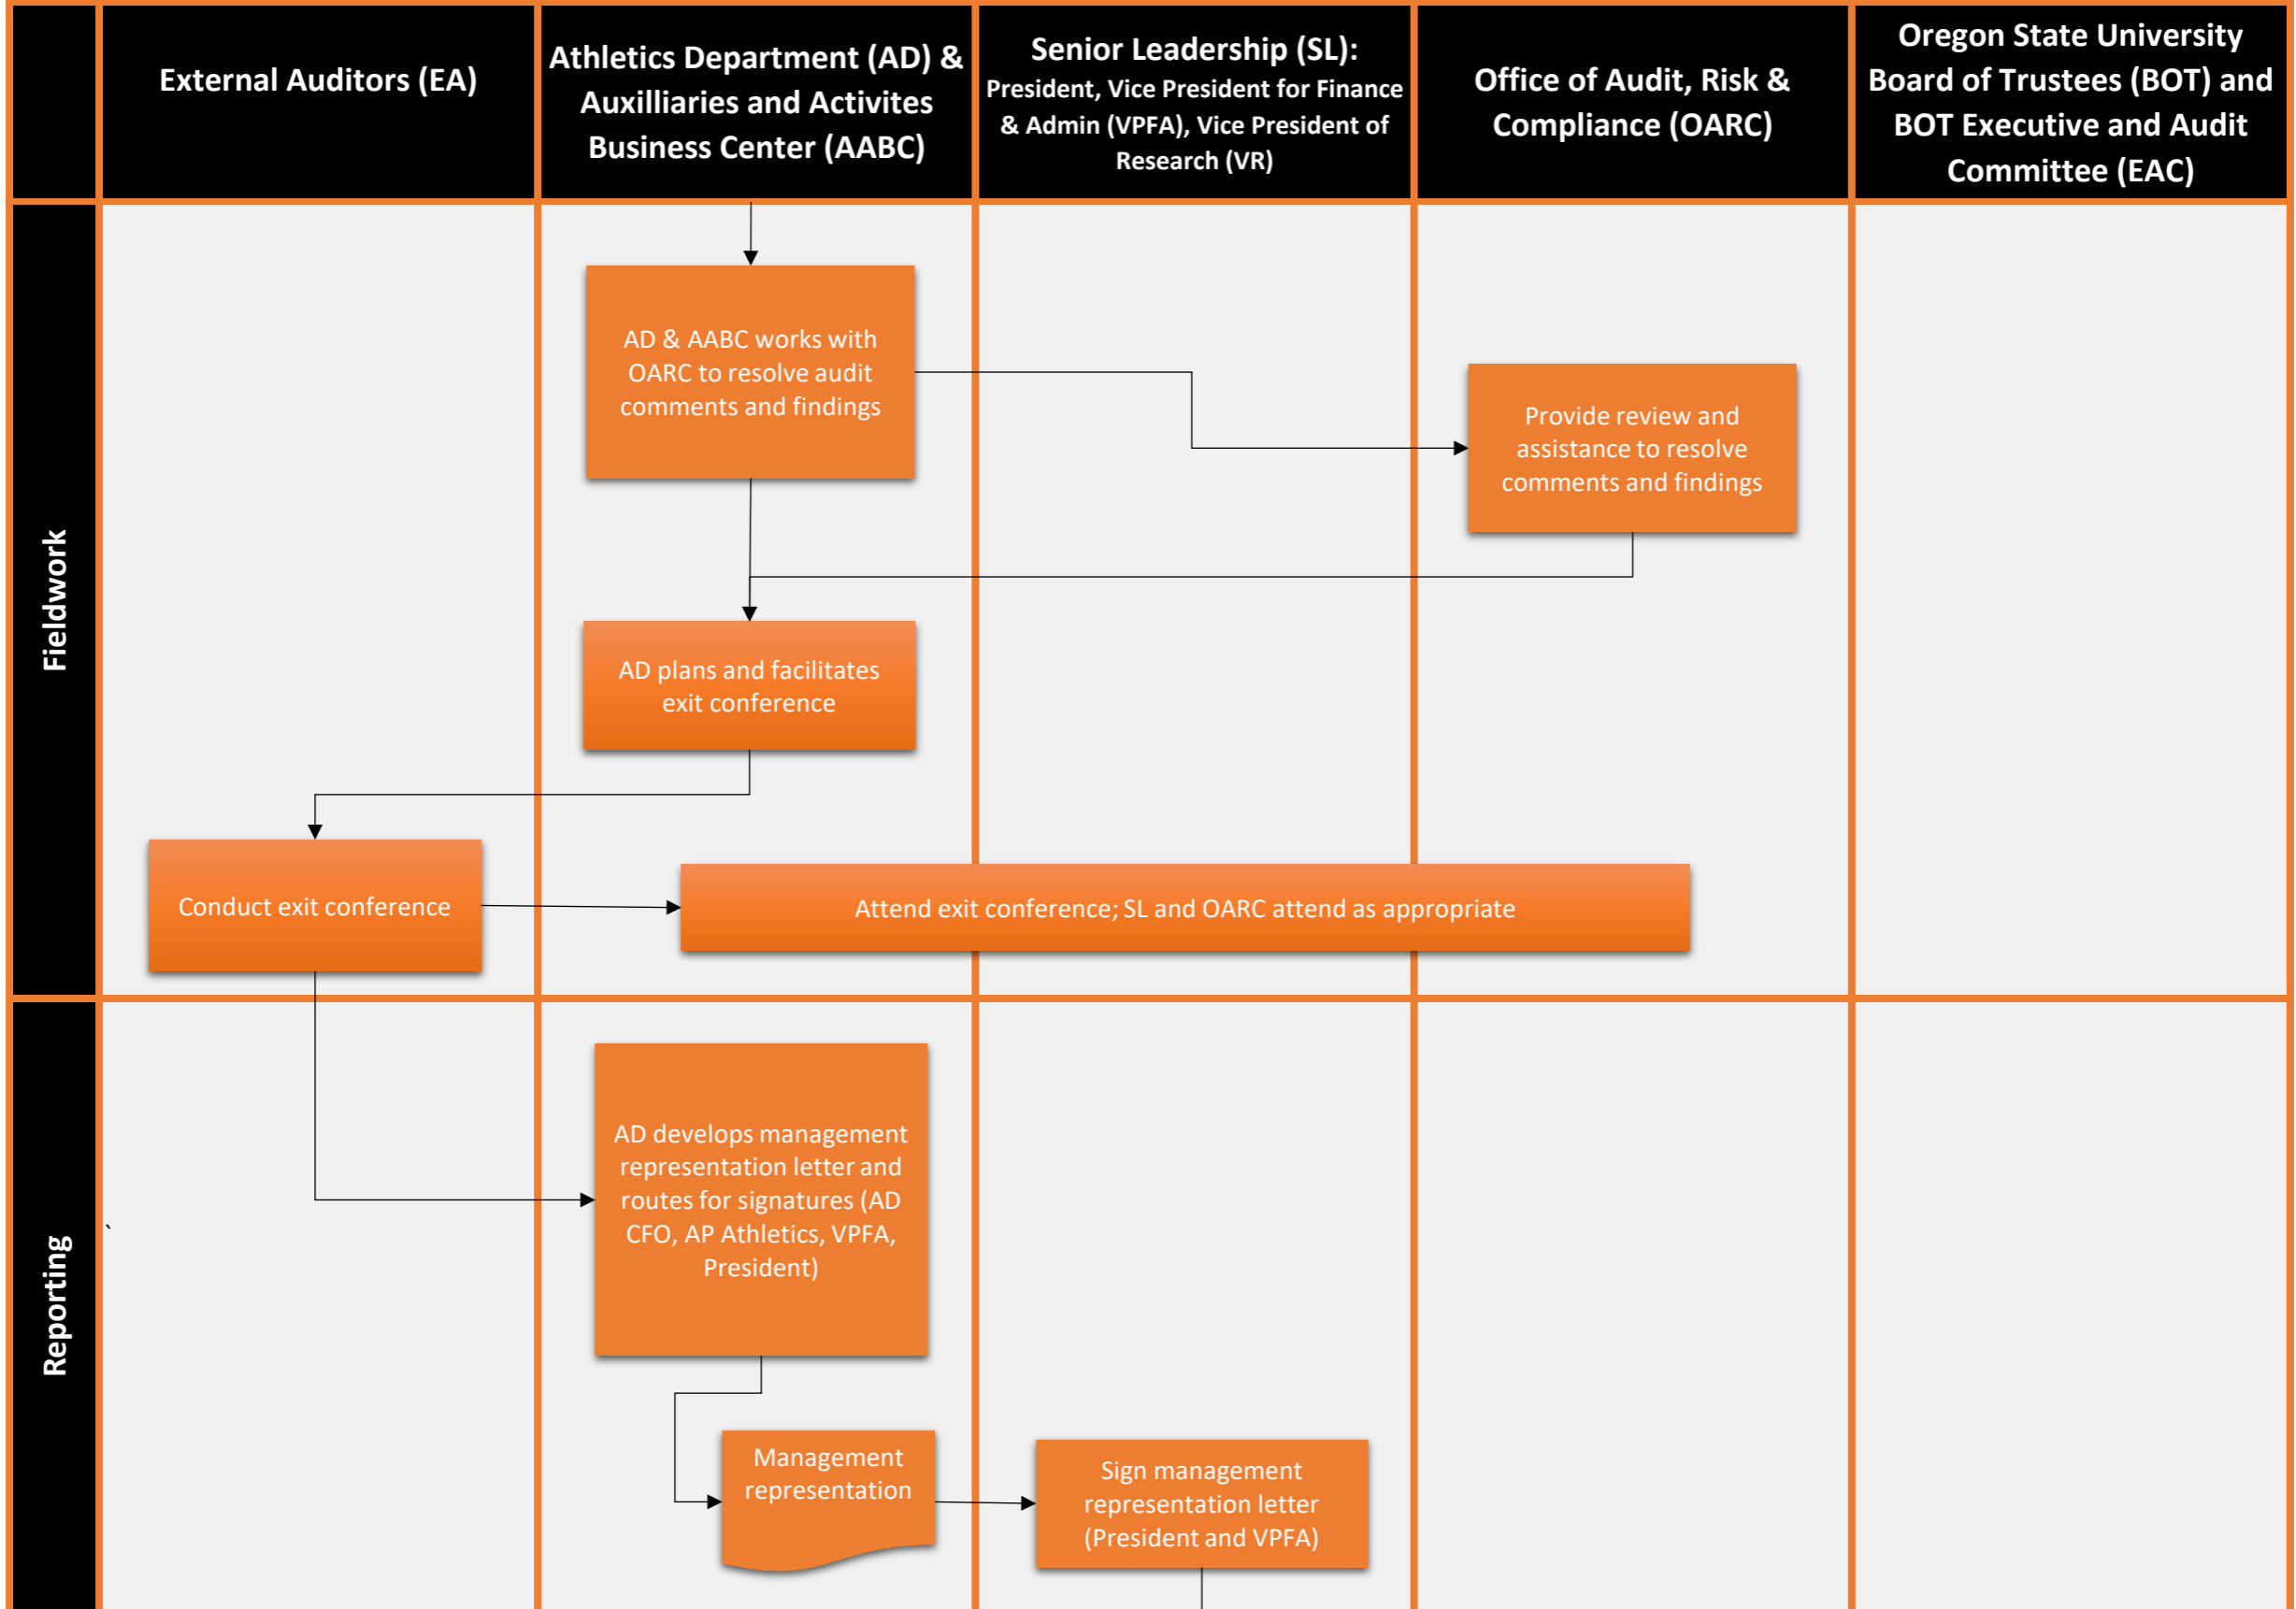 External Auditors (EA)
Athletics Department (AD) &
Auxilliaries and Activites
Business Center (AABC)
Senior Leadership (SL):
President, Vice President for Finance
& Admin (VPFA), Vice President of
Research (VR)
Office of Audit, Risk &
Compliance (OARC)
Oregon State University
Board of Trustees (BOT) and
BOT Executive and Audit
Committee (EAC)
Fieldwork
AD & AABC works with
OARC to resolve audit
comments and findings
Provide review and
assistance to resolve
comments and findings
AD plans and facilitates
exit conference
Conduct exit conference
Attend exit conference; SL and OARC attend as appropriate
Reporting
`
AD develops management
representation letter and
routes for signatures (AD
CFO, AP Athletics, VPFA,
President)
Management
representation
Sign management
representation letter
(President and VPFA)